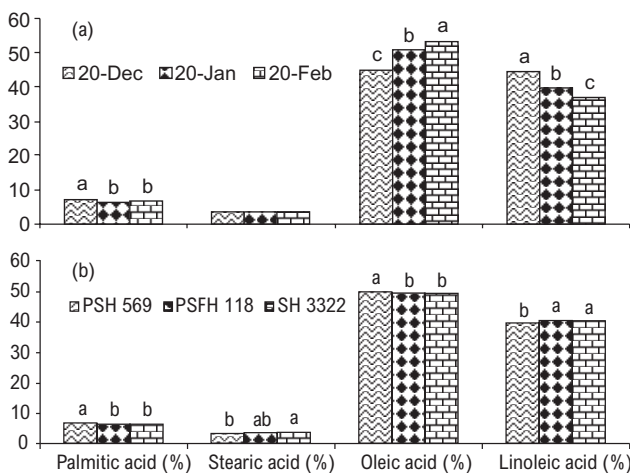 60
(a)
a
50
b
c
a
20-Dec 20-Jan 20-Feb
40
b
c
30
20
10
a b b
0
60
(b)
50
a b b
PSH 569 PSFH 118 SH 3322
40
b a a
30
20
10
a b b
b ab a
0
Palmitic acid (%) Stearic acid (%) Oleic acid (%) Linoleic acid (%)